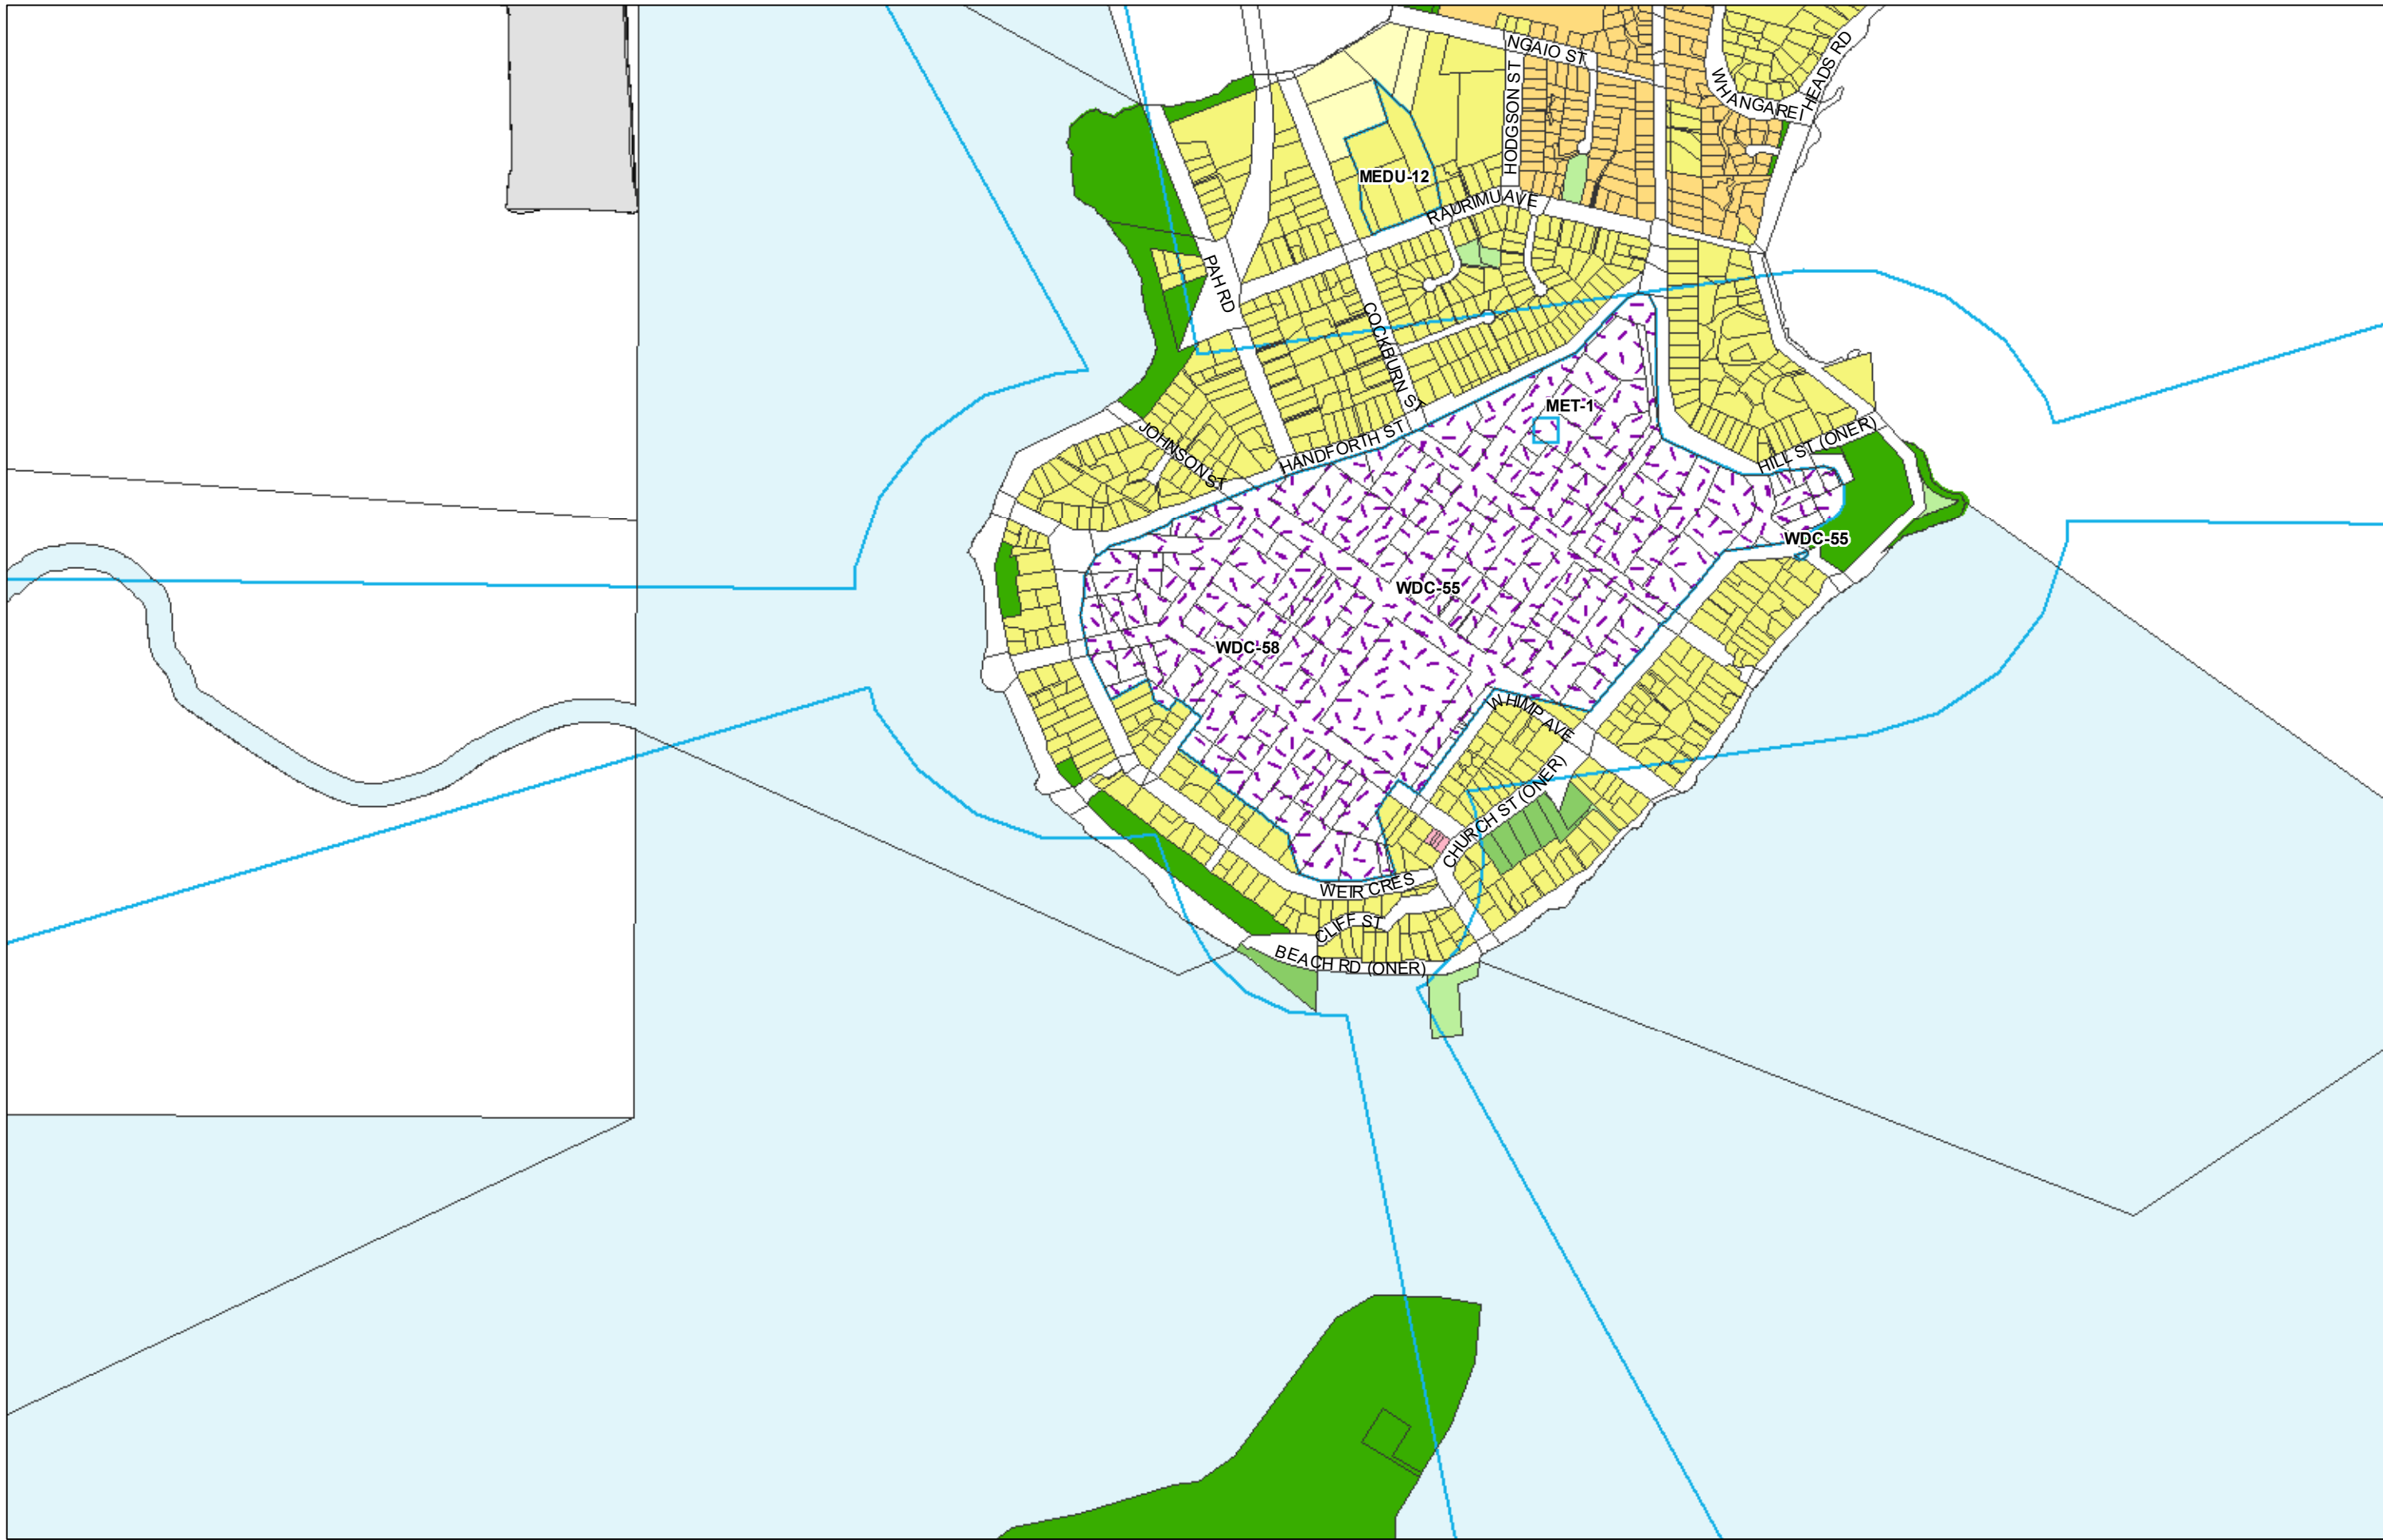 NGAIO ST
HEADS RD
WHANGAREI
HODGSON ST
MEDU-12
RAURIMU AVE
PAH RD
COCKBURN ST
MET-1
JOHNSON ST
HANDFORTH ST
HILL ST (ONER)
WDC-55
WDC-55
WDC-58
WHIMP AVE
CHURCH ST (ONER)
WEIR CRES
CLIFF ST
BEACH RD (ONER)